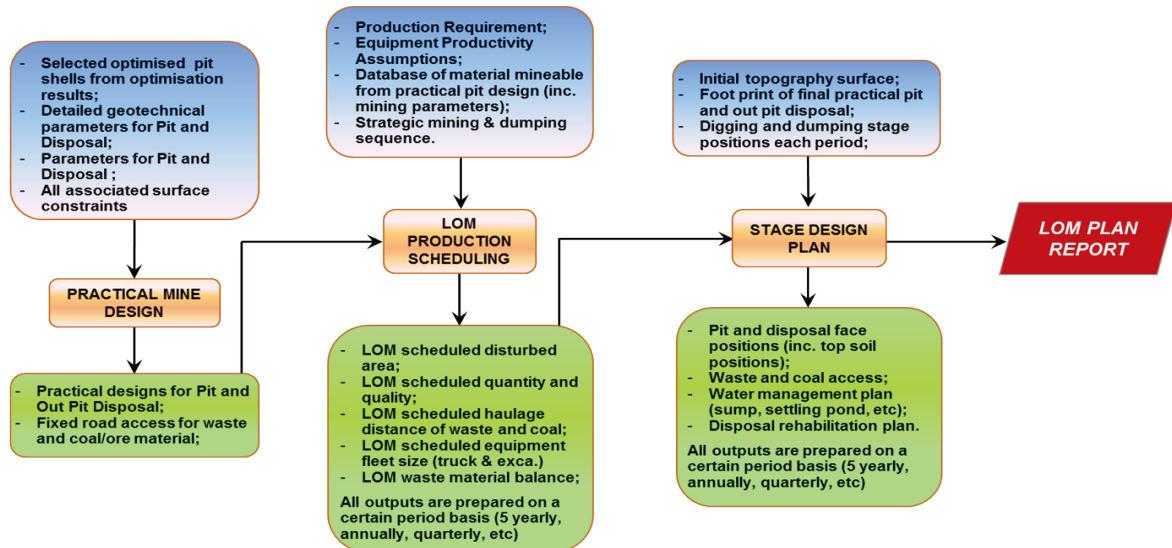 - Selected optimised pit
shells from optimisation
results;
- Detailed geotechnical
parameters for Pit and
Disposal;
- Parameters for Pit and
Disposal ;
- All associated surface
constraints
PRACTICAL MINE
DESIGN
- Practical designs for Pit and
Out Pit Disposal;
- Fixed road access for waste
and coal/ore material;
- Production Requirement;
- Equipment Productivity
Assumptions;
- Database of material mineable
from practical pit design (inc.
mining parameters);
- Strategic mining & dumping
sequence.
LOM
PRODUCTION
SCHEDULING
- LOM scheduled disturbed
area;
- LOM scheduled quantity and
quality;
- LOM scheduled haulage
distance of waste and coal;
- LOM scheduled equipment
fleet size (truck & exca.)
- LOM waste material balance;
All outputs are prepared on a
certain period basis (5 yearly,
annually, quarterly, etc)
- Initial topography surface;
- Foot print of final practical pit
and out pit disposal;
- Digging and dumping stage
positions each period;
STAGE DESIGN
PLAN
- Pit and disposal face
positions (inc. top soil
positions);
- Waste and coal access;
- Water management plan
(sump, settling pond, etc);
- Disposal rehabilitation plan.
All outputs are prepared on a
certain period basis (5 yearly,
annually, quarterly, etc)
LOM PLAN
REPORT